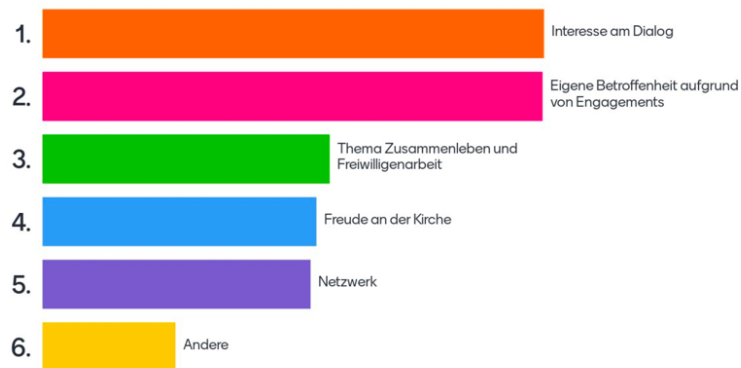 1. Interesse am Dialog
2. Eigene Betroffenheit aufgrund
von Engagements
3. Thema Zusammenleben und
Freiwilligenarbeit
4. Freude an der Kirche
5. Netzwerk
6. Andere